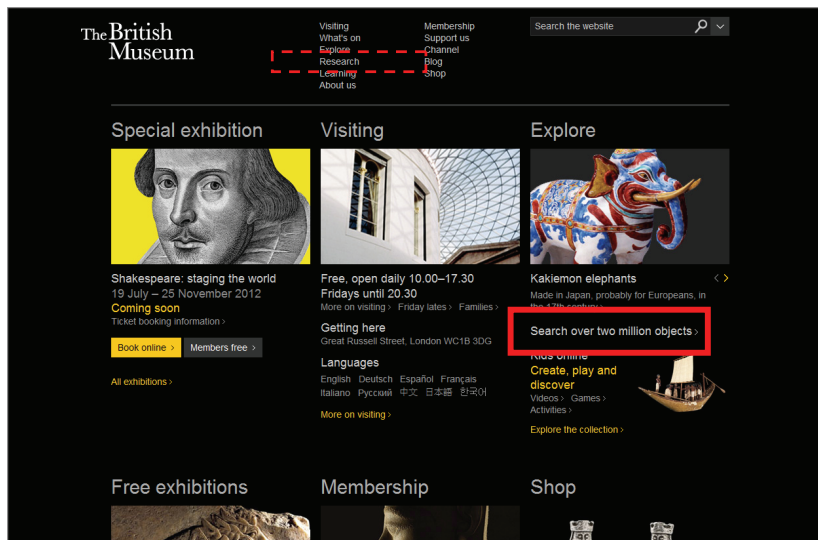 The British
Museum
Visiting
What's on
Explore
Research
Learning
About us
Membership
Support us
Channel
Blog
Shop
Search the website
Special exhibition
Shakespeare: staging the world
19 July – 25 November 2012
Coming soon
Ticket booking information ›
Book online ›
Members free ›
All exhibitions ›
Visiting
Free, open daily 10.00–17.30
Fridays until 20.30
More on visiting › Friday lates › Families ›
Getting here
Great Russell Street, London WC1B 3DG
Languages
English Deutsch Español Français
Italiano Русский 中文 日本語 한국어
More on visiting ›
Explore
Kakiemon elephants
Made in Japan, probably for Europeans, in
the 17th century ›
Search over two million objects ›
Kids online
Create, play and
discover
Videos › Games ›
Activities ›
Explore the collection ›
Free exhibitions
Membership
Shop